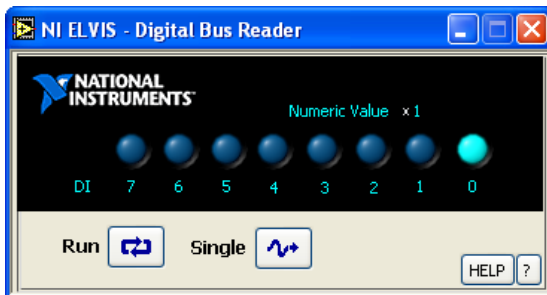 NI ELVIS - Digital Bus Reader
NATIONAL
INSTRUMENTS™
Numeric Value x 1
DI 7 6 5 4 3 2 1 0
Run Single
HELP ?